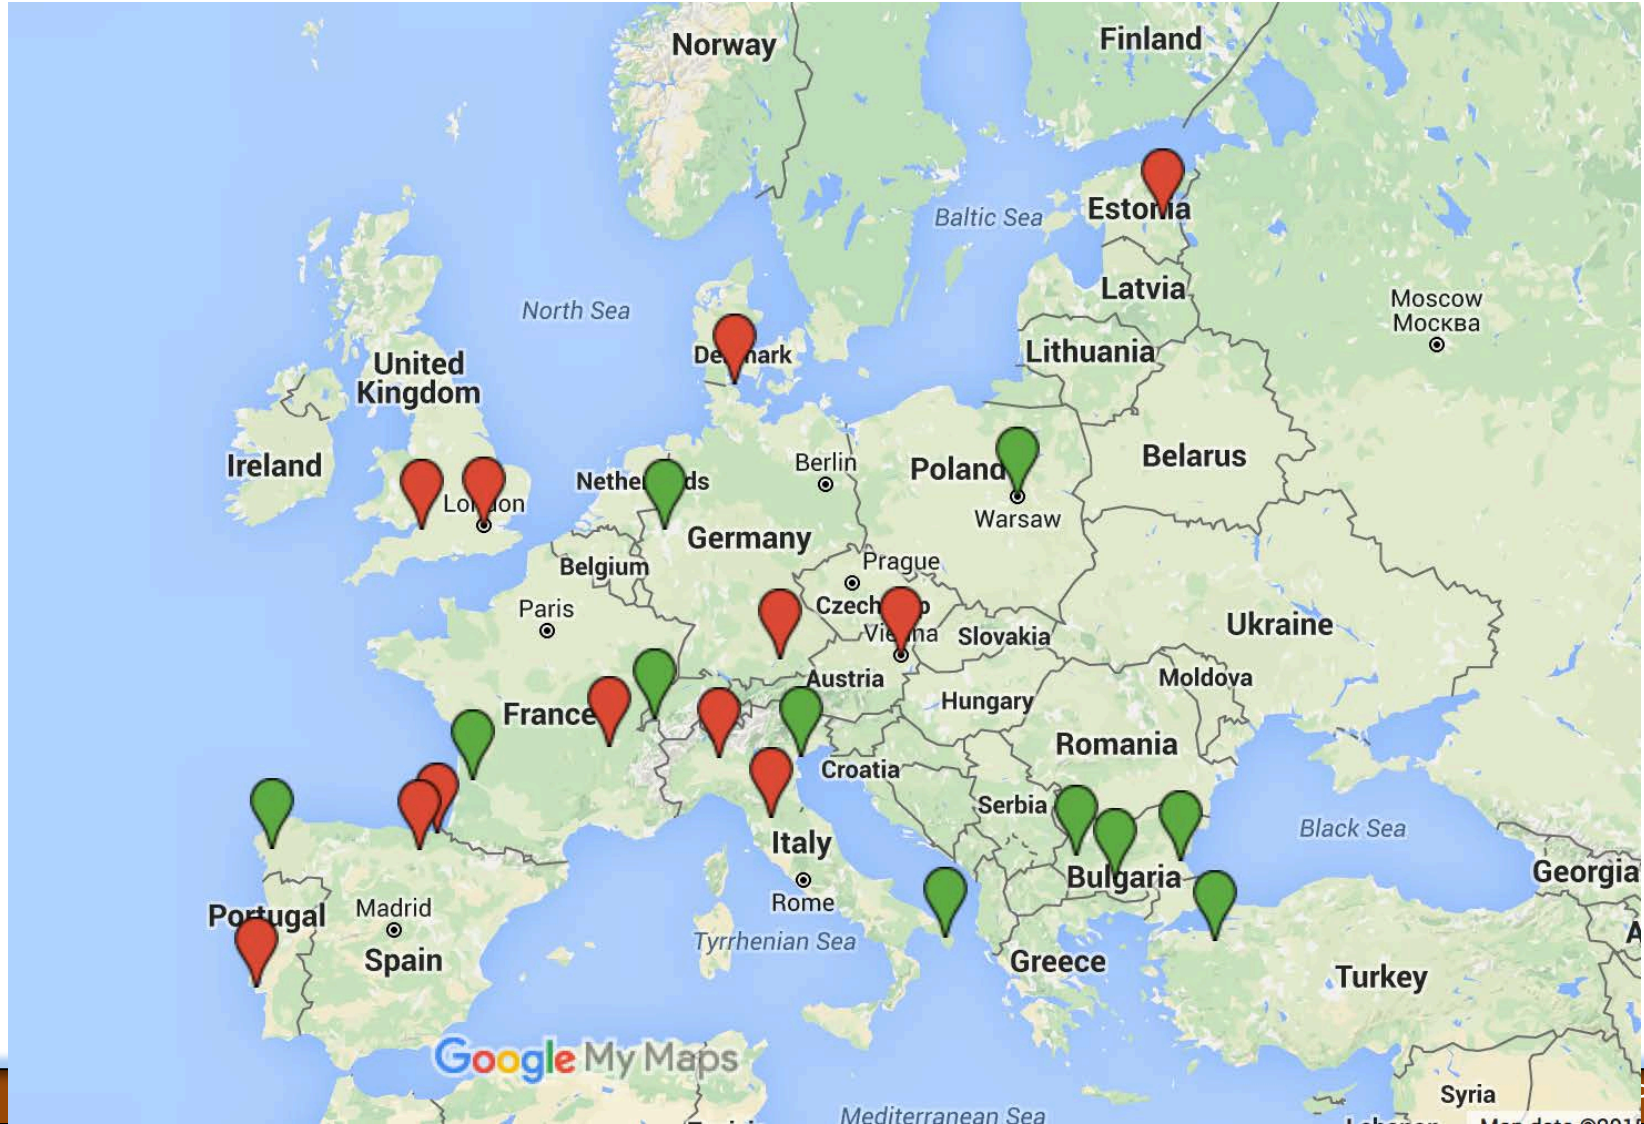 Norway
Finland
Estonia
Baltic Sea
Latvia
North Sea
Moscow
Москва
Denmark
Lithuania
United
Kingdom
Ireland
Berlin
Poland
Belarus
Netherlands
London
Warsaw
Germany
Belgium
Prague
Paris
Czech Rep
Vienna
Slovakia
Ukraine
Austria
Moldova
Hungary
France
Romania
Croatia
Serbia
Black Sea
Italy
Georgia
Bulgaria
Rome
Portugal
Madrid
Tyrrhenian Sea
Spain
Greece
Turkey
Google My Maps
Syria
Mediterranean Sea